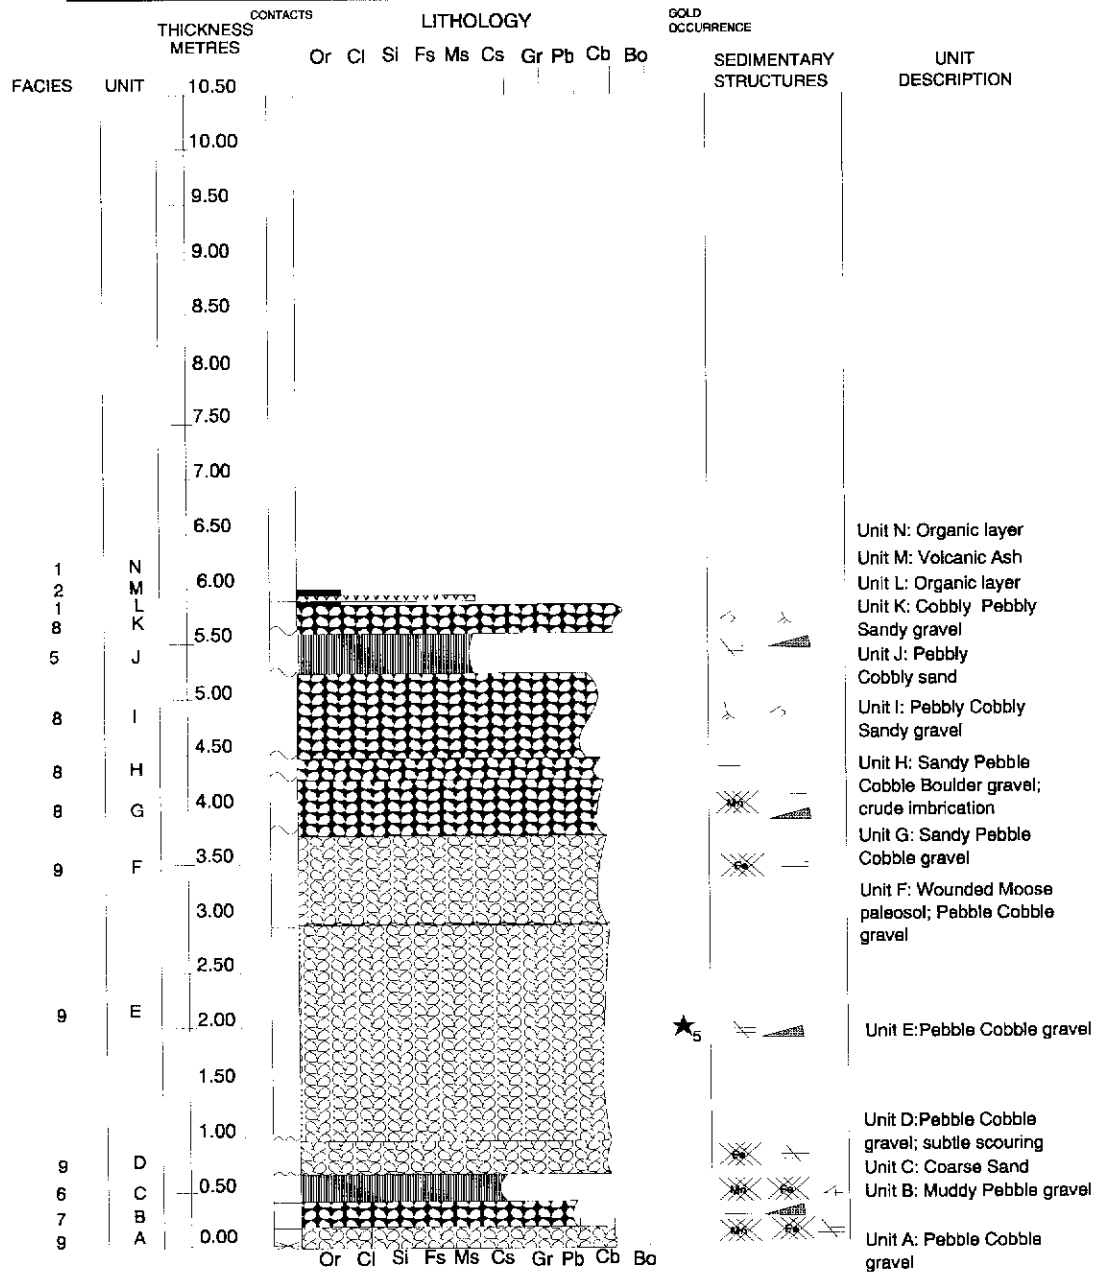 CONTACTS
LITHOLOGY
GOLD
OCCURRENCE
THICKNESS
METRES
Or Cl Si Fs Ms Cs Gr Pb Cb Bo
SEDIMENTARY
STRUCTURES
UNIT
DESCRIPTION
FACIES UNIT 10.50
10.00
9.50
9.00
8.50
8.00
7.50
7.00
6.50
Unit N: Organic layer
Unit M: Volcanic Ash
1 N
6.00
Unit L: Organic layer
2 M
1 L
Unit K: Cobbly Pebbly
Sandy gravel
8 K
5.50
5 J
Unit J: Pebbly
Cobbly sand
5.00
8 I
Unit I: Pebbly Cobbly
Sandy gravel
4.50
8 H
Unit H: Sandy Pebble
Cobble Boulder gravel;
crude imbrication
4.00
Mn
8 G
Unit G: Sandy Pebble
Cobble gravel
3.50
9 F
Fe
Unit F: Wounded Moose
paleosol; Pebble Cobble
gravel
3.00
2.50
9 E
2.00
5
Unit E:Pebble Cobble gravel
1.50
1.00
Unit D:Pebble Cobble
gravel; subtle scouring
9 D
Fe
Unit C: Coarse Sand
6 C 0.50
Mn Fe
Unit B: Muddy Pebble gravel
7 B
9 A 0.00
Mn Fe
Unit A: Pebble Cobble
gravel
Or Cl Si Fs Ms Cs Gr Pb Cb Bo